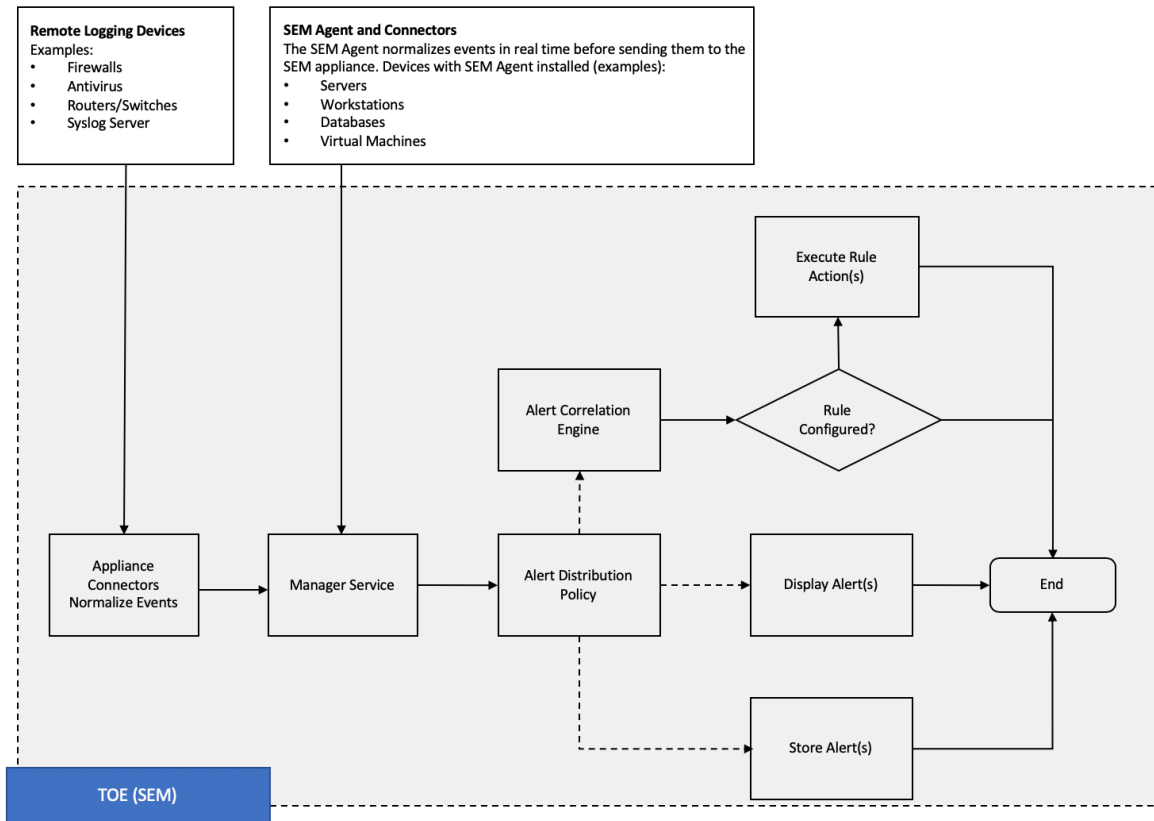 Remote Logging Devices
Examples:
• Firewalls
• Antivirus
• Routers/Switches
• Syslog Server
SEM Agent and Connectors
The SEM Agent normalizes events in real time before sending them to the
SEM appliance. Devices with SEM Agent installed (examples):
• Servers
• Workstations
• Databases
• Virtual Machines
Execute Rule
Action(s)
Alert Correlation
Engine
Rule
Configured?
Appliance
Connectors
Normalize Events
Manager Service
Alert Distribution
Policy
Display Alert(s)
End
Store Alert(s)
TOE (SEM)